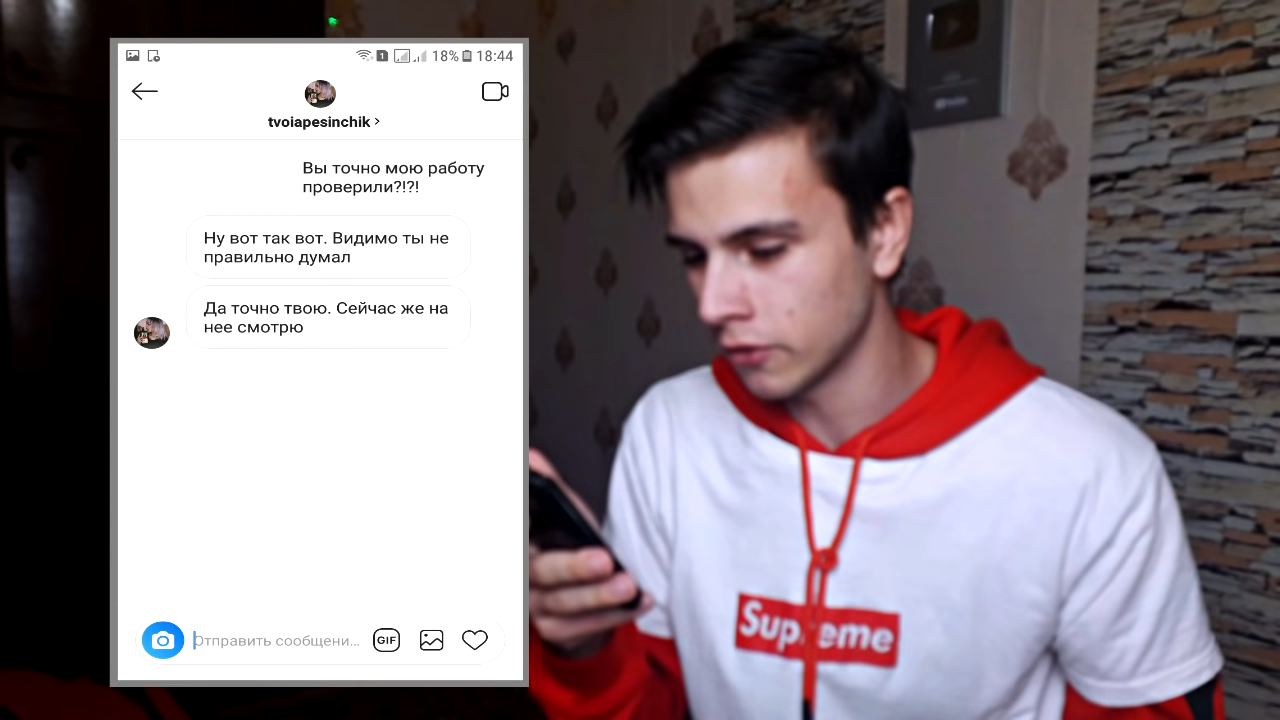 18% 18:44
tvoiapesinchik
Вы точно мою работу
проверили?!?!
Ну вот так вот. Видимо ты не
правильно думал
Да точно твою. Сейчас же на
нее смотрю
Отправить сообщени...
GIF
Supreme